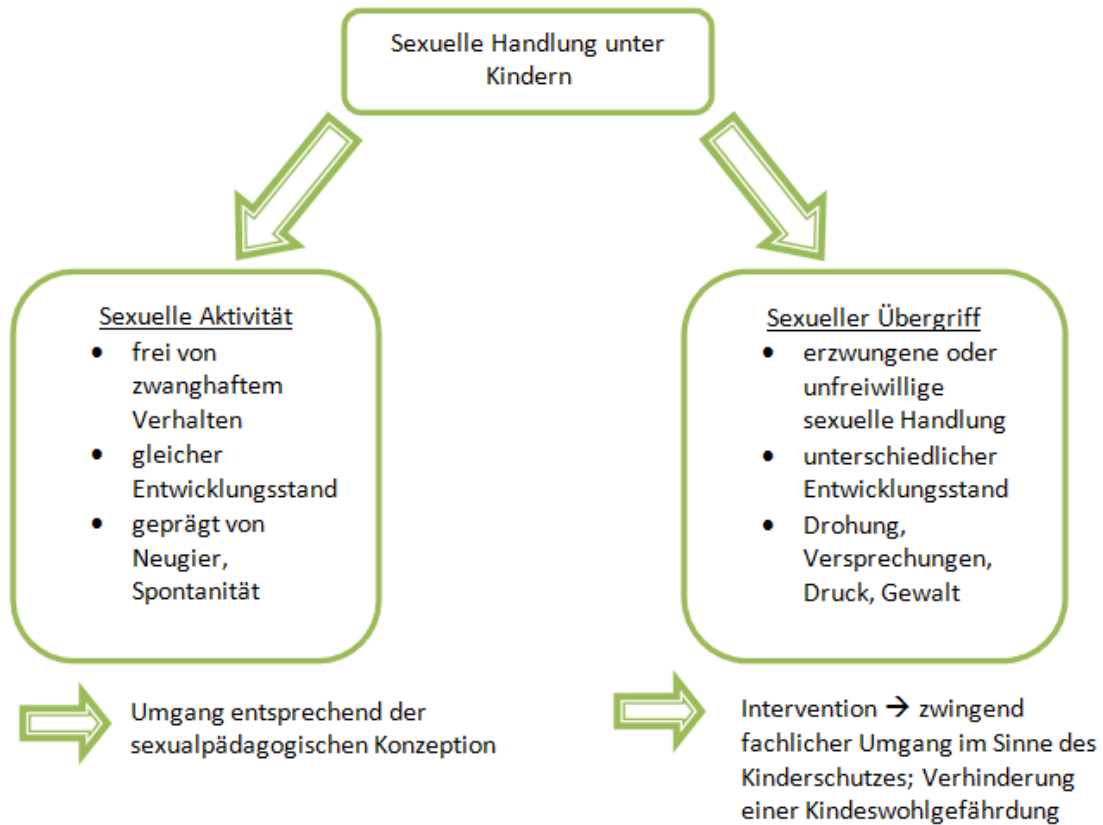 Sexuelle Handlung unter
Kindern
Sexuelle Aktivität
• frei von
zwanghaftem
Verhalten
• gleicher
Entwicklungsstand
• geprägt von
Neugier,
Spontanität
Sexueller Übergriff
• erzwungene oder
unfreiwillige
sexuelle Handlung
• unterschiedlicher
Entwicklungsstand
• Drohung,
Versprechungen,
Druck, Gewalt
Umgang entsprechend der
sexualpädagogischen Konzeption
Intervention → zwingend
fachlicher Umgang im Sinne des
Kinderschutzes; Verhinderung
einer Kindeswohlgefährdung